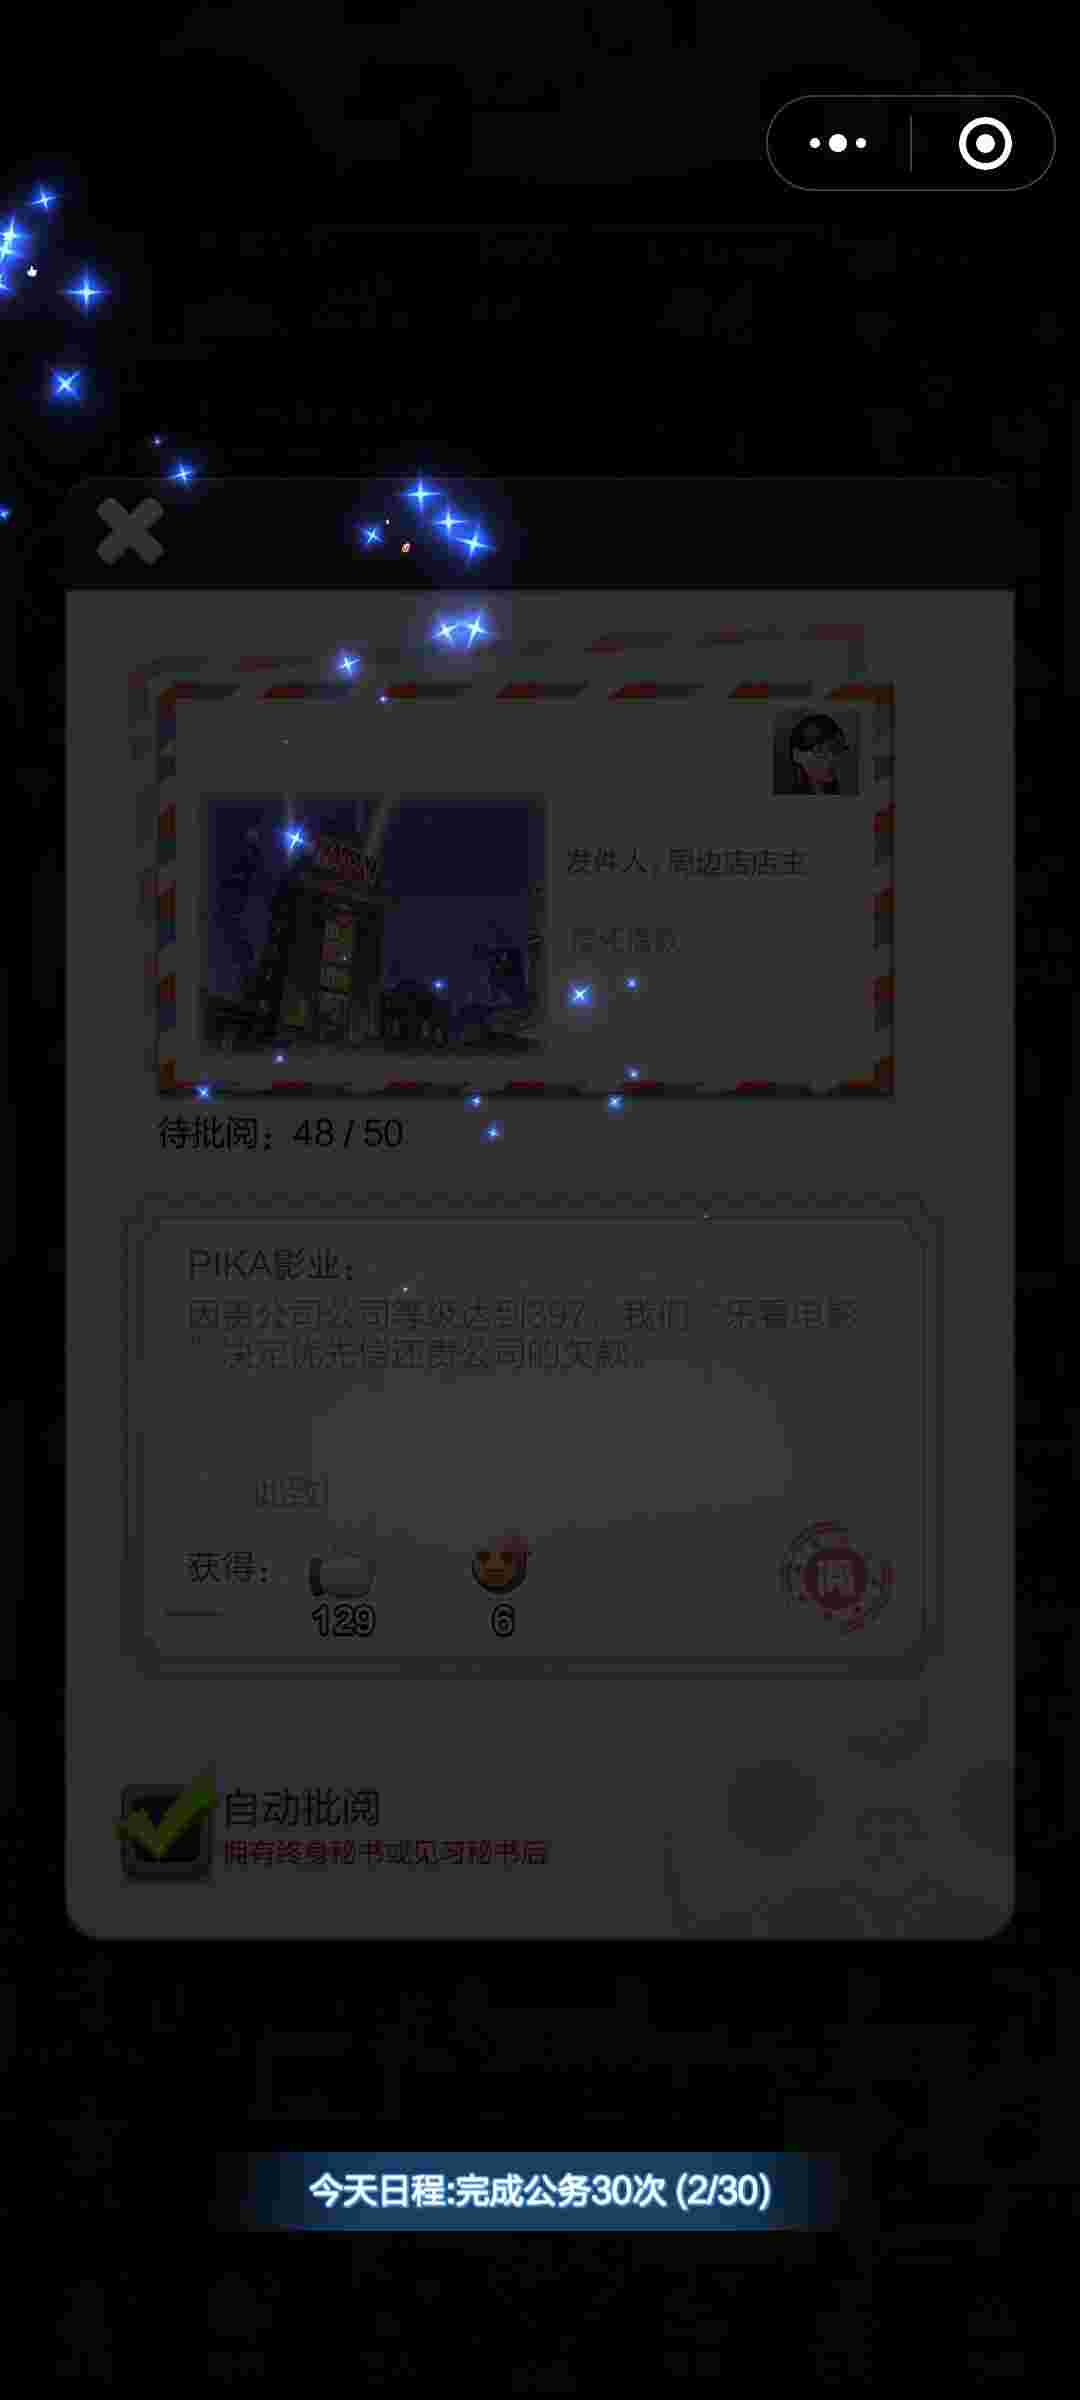 发件人：周边店店主
待批阅：48 / 50
PIKA影业：
因贵公司公司等级达到397，我们“乐看电影
”决定优先偿还贵公司的欠款。
此致
获得：
129
6
阅
自动批阅
拥有终身秘书或见习秘书后
今天日程:完成公务30次 (2/30)